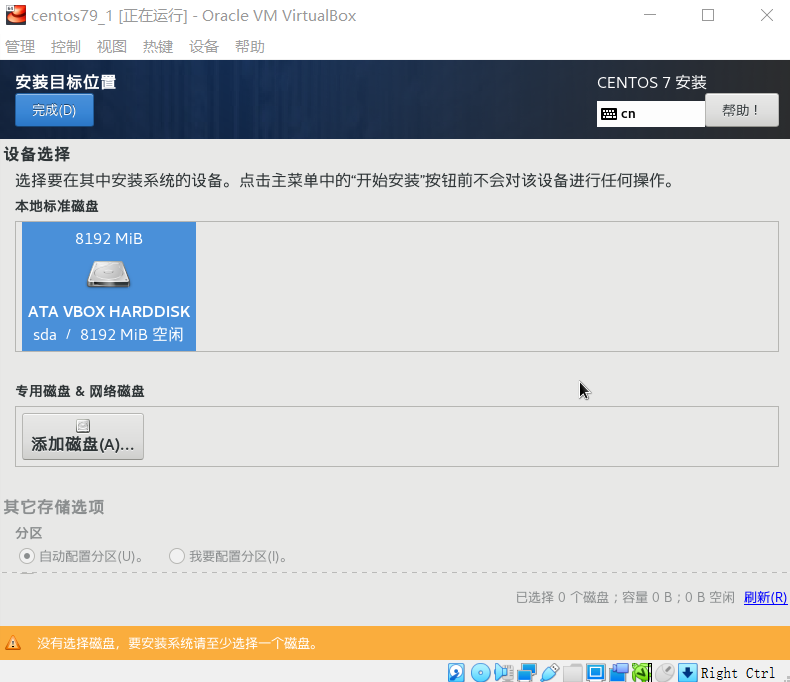 centos79_1 [正在运行] - Oracle VM VirtualBox
管理 控制 视图 热键 设备 帮助
安装目标位置
CENTOS 7 安装
完成(D)
cn
帮助！
设备选择
选择要在其中安装系统的设备。点击主菜单中的“开始安装”按钮前不会对该设备进行任何操作。
本地标准磁盘
8192 MiB
ATA VBOX HARDDISK
sda / 8192 MiB 空闲
专用磁盘 & 网络磁盘
添加磁盘(A)...
其它存储选项
分区
自动配置分区(U)。 我要配置分区(I)。
已选择 0 个磁盘；容量 0 B；0 B 空闲 刷新(R)
没有选择磁盘，要安装系统请至少选择一个磁盘。
Right Ctrl